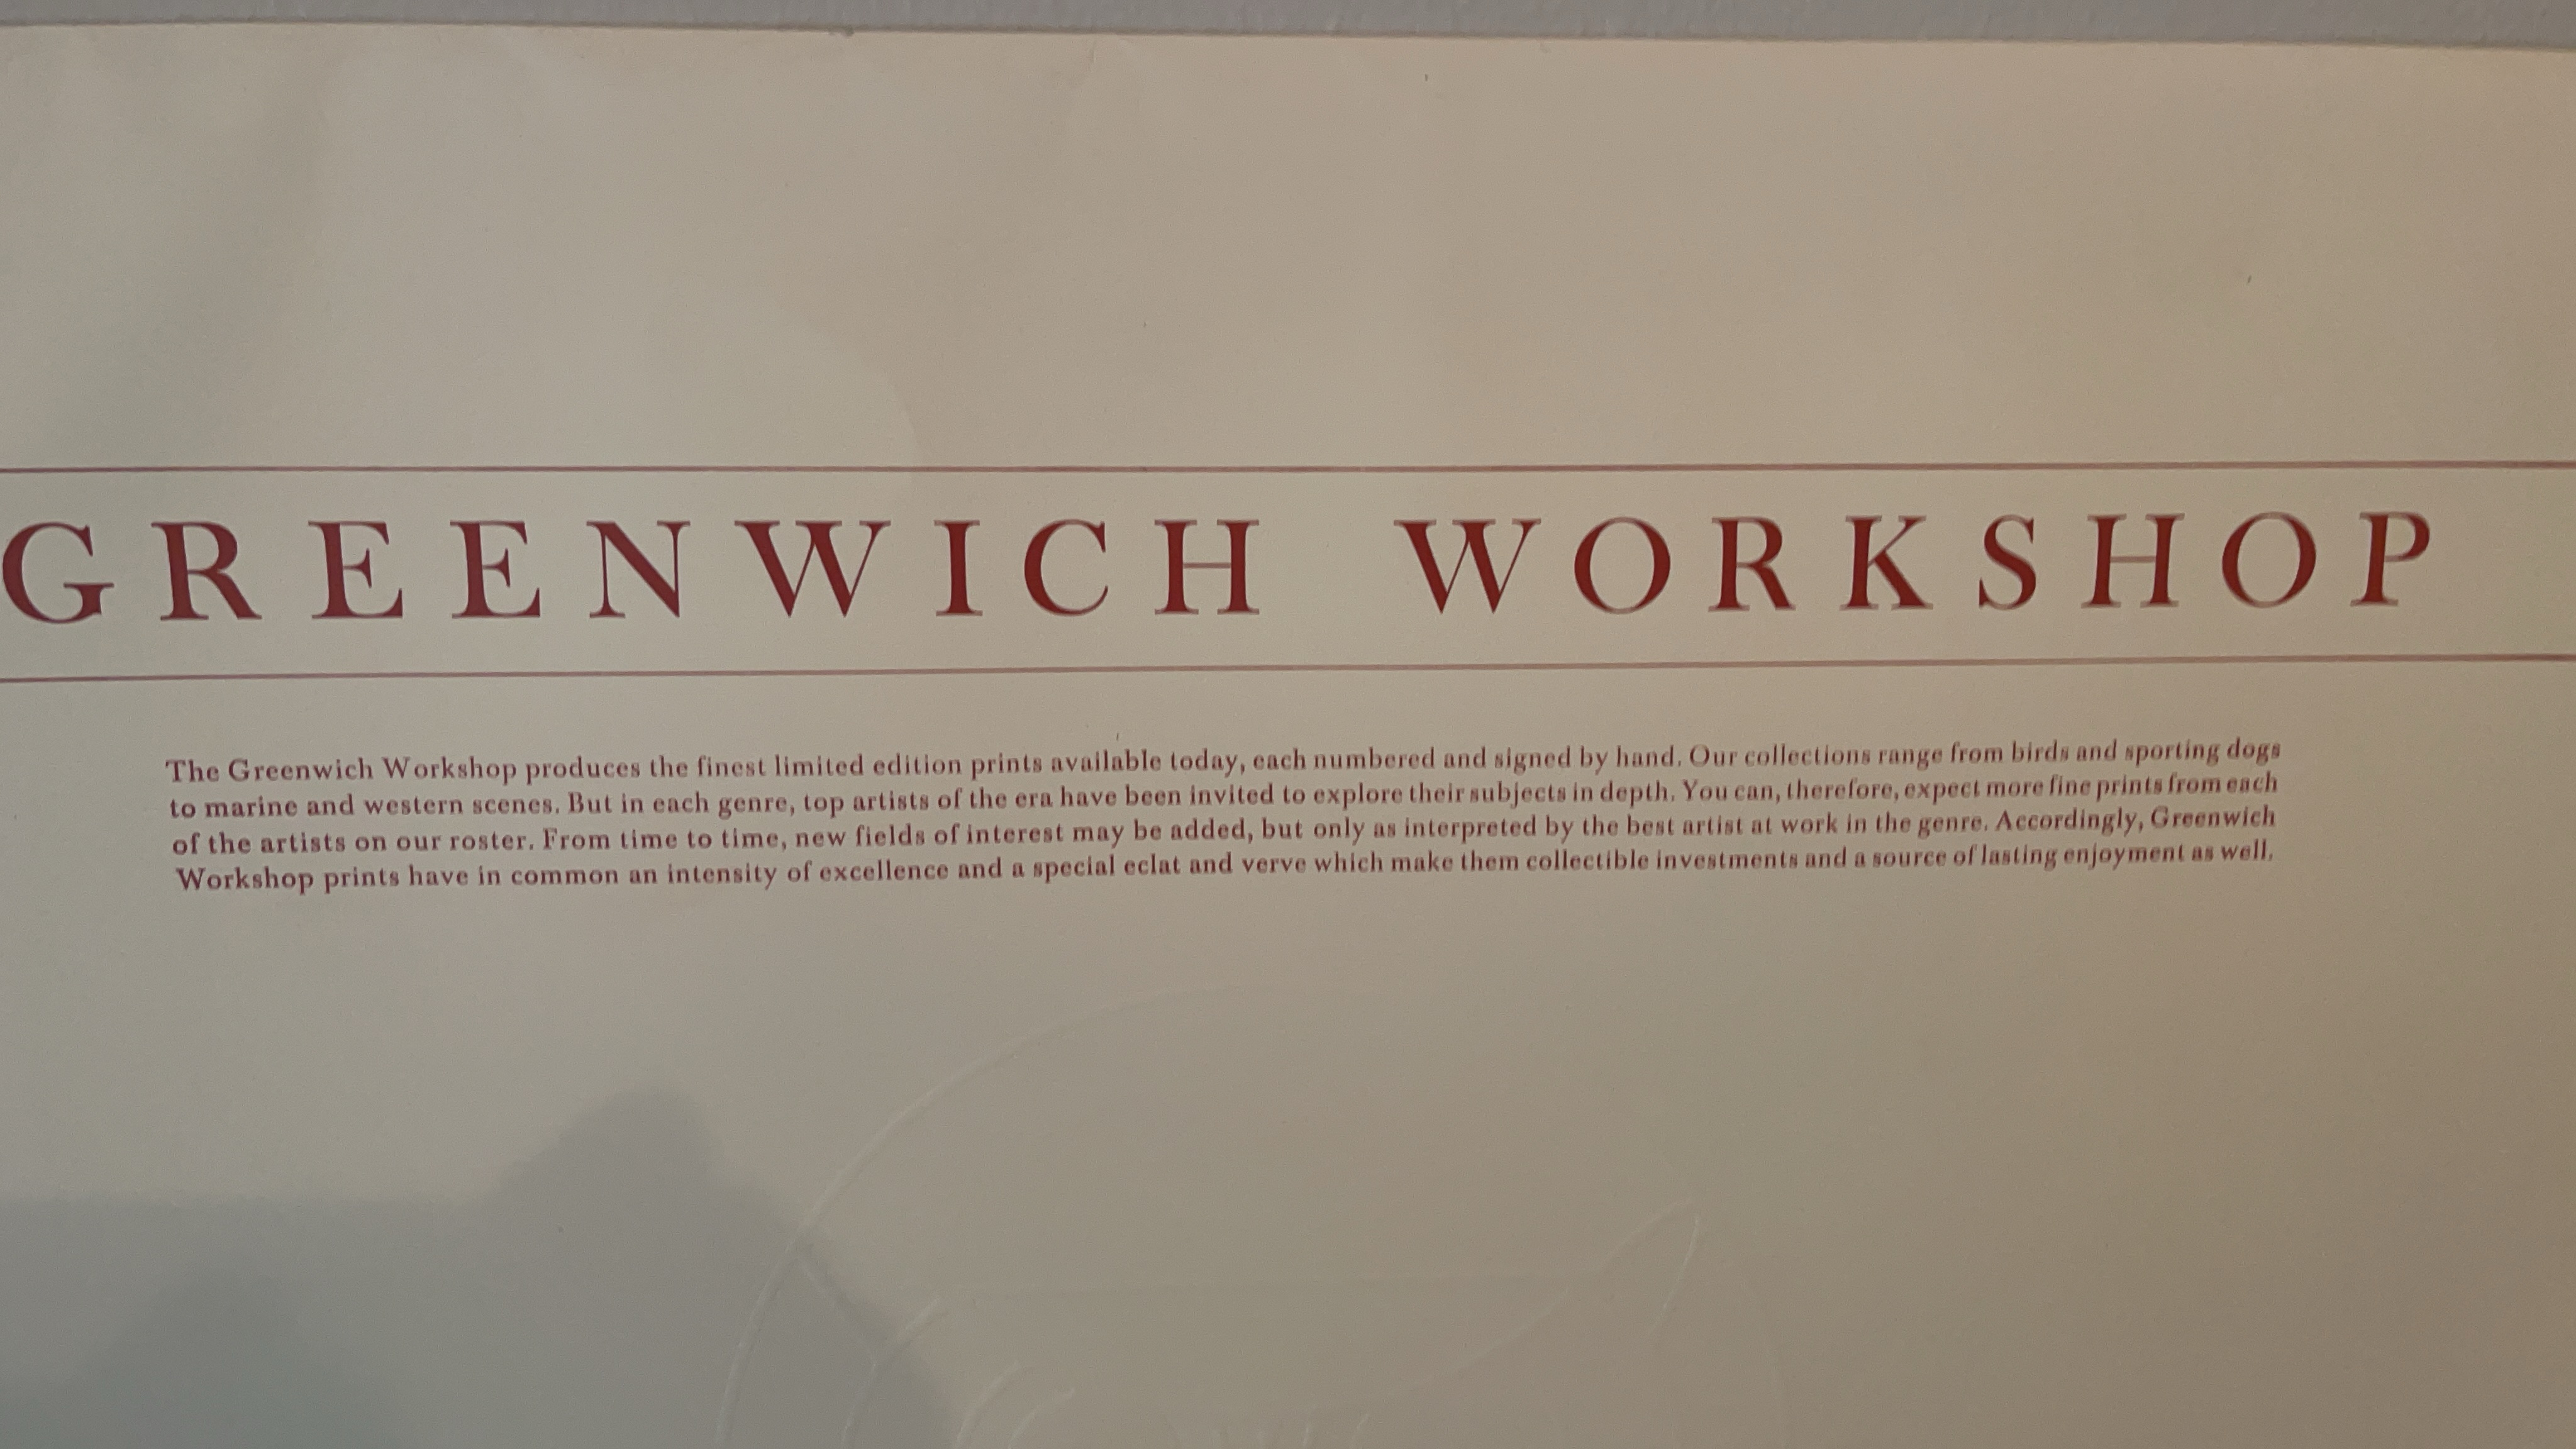 GREENWICH WORKSHOP
The Greenwich Workshop produces the finest limited edition prints available today, each numbered and signed by hand. Our collections range from birds and sporting dogs
to marine and western scenes. But in each genre, top artists of the era have been invited to explore their subjects in depth. You can, therefore, expect more fine prints from each
of the artists on our roster. From time to time, new fields of interest may be added, but only as interpreted by the best artist at work in the genre. Accordingly, Greenwich
Workshop prints have in common an intensity of excellence and a special eclat and verve which make them collectible investments and a source of lasting enjoyment as well.